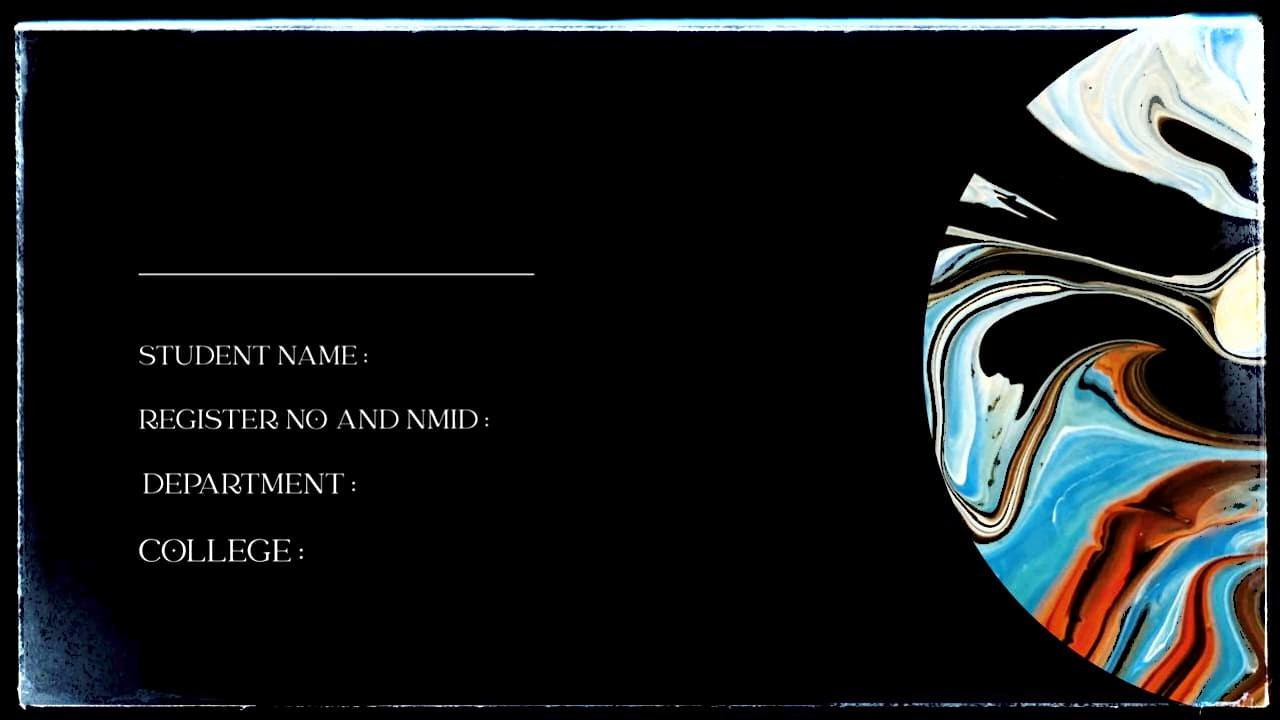 STUDENT NAME :
REGISTER NO AND NMID :
DEPARTMENT :
COLLEGE :